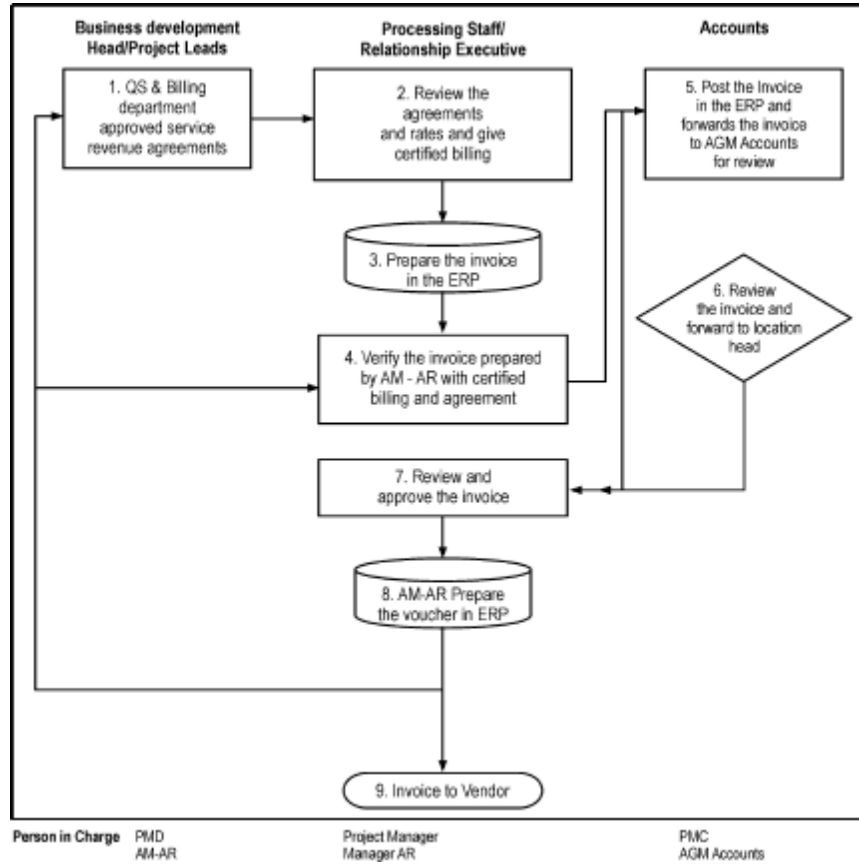 Business development
Head/Project Leads
Processing Staff/
Relationship Executive
Accounts
1. QS & Billing
department
approved service
revenue agreements
2. Review the
agreements
and rates and give
certified billing
5. Post the Invoice
in the ERP and
forwards the invoice
to AGM Accounts
for review
3. Prepare the invoice
in the ERP
6. Review
the invoice and
forward to location
head
4. Verify the invoice prepared
by AM - AR with certified
billing and agreement
7. Review and
approve the invoice
8. AM-AR Prepare
the voucher in ERP
9. Invoice to Vendor
Person in Charge PMD Project Manager PMC
AM-AR Manager AR AGM Accounts